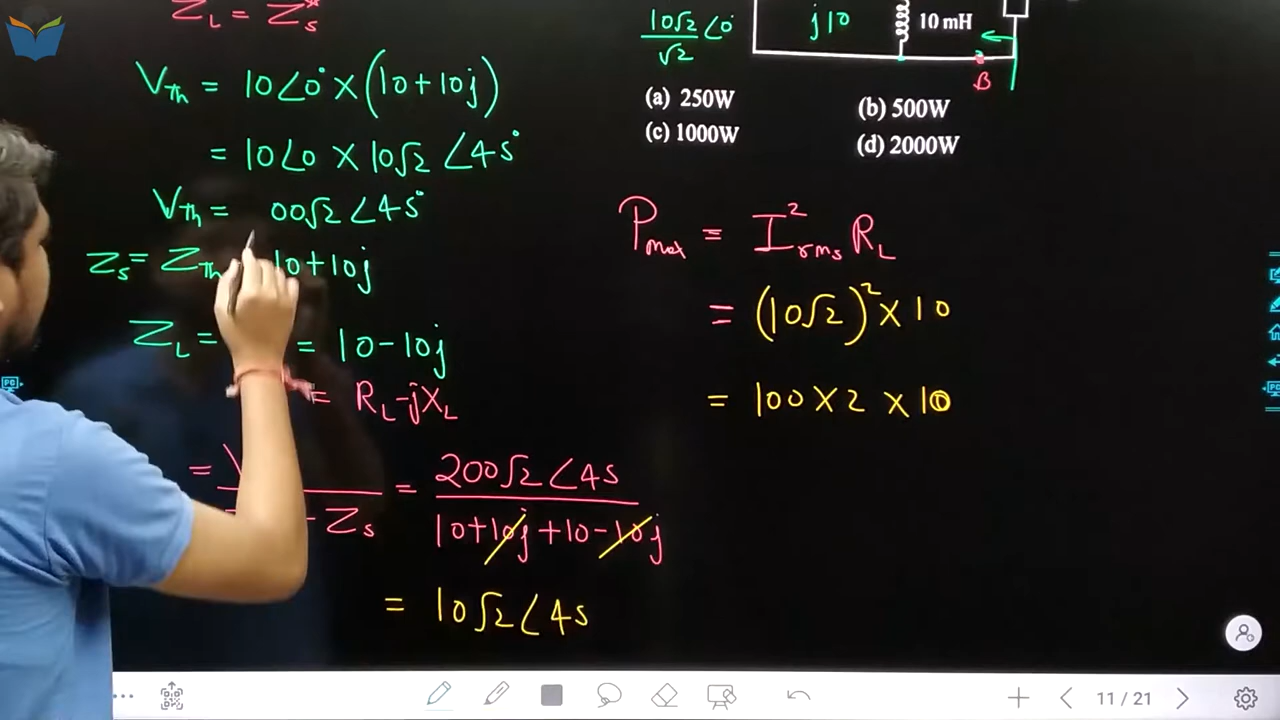 Z_L = Z_S*
V_Th = 10∠0° × (10+10j)
= 10∠0 × 10√2 ∠45°
V_Th = 00√2 ∠45°
Z_S = Z_Th 10+10j
Z_L = = 10-10j
= R_L-jX_L
= = 200√2 ∠45
Z_S 10+10j+10-10j
= 10√2 ∠45
10√2/√2 ∠0° j10 10 mH
B
(a) 250W (b) 500W
(c) 1000W (d) 2000W
P_max = I²_rms R_L
= (10√2)² × 10
= 100 × 2 × 10
11 / 21